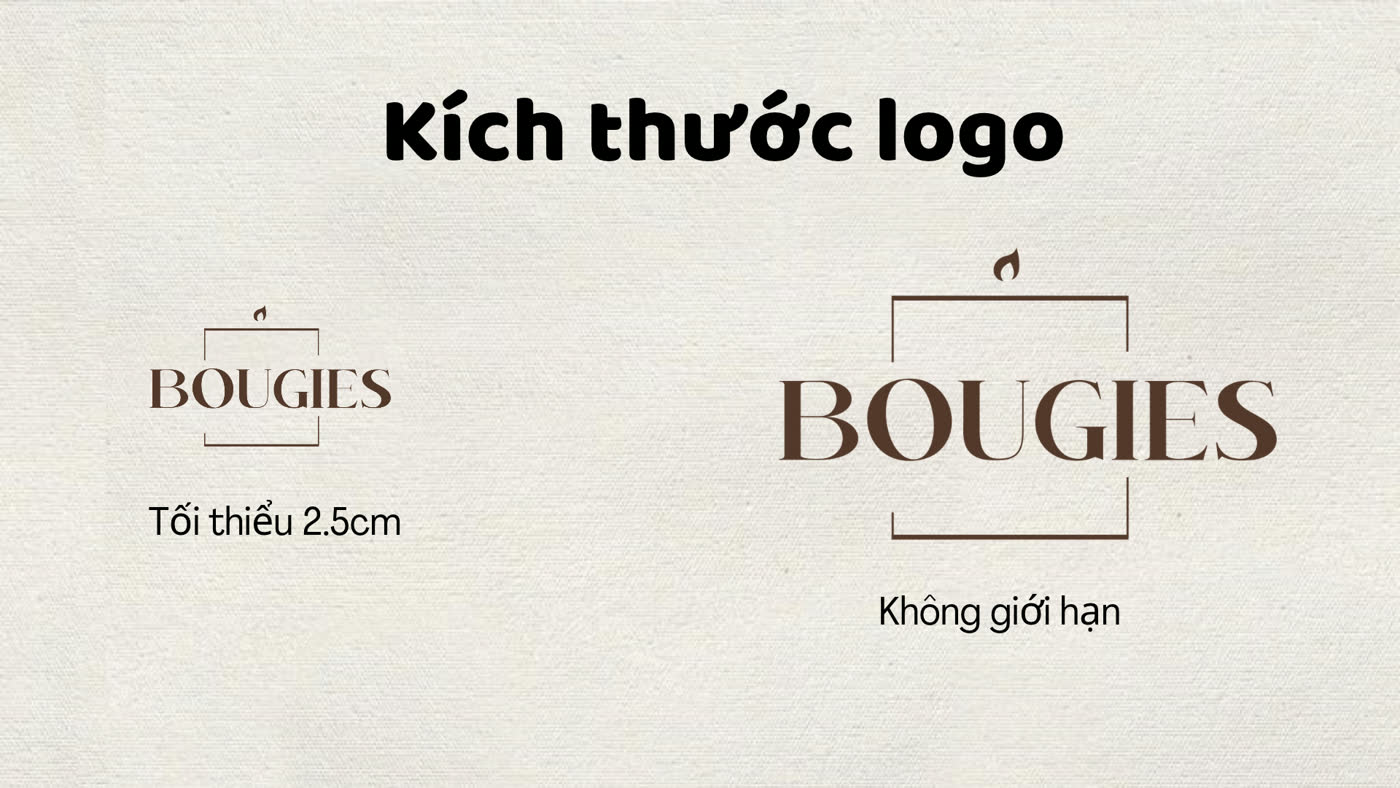 Kích thước logo
BOUGIES
Tối thiểu 2.5cm
BOUGIES
Không giới hạn